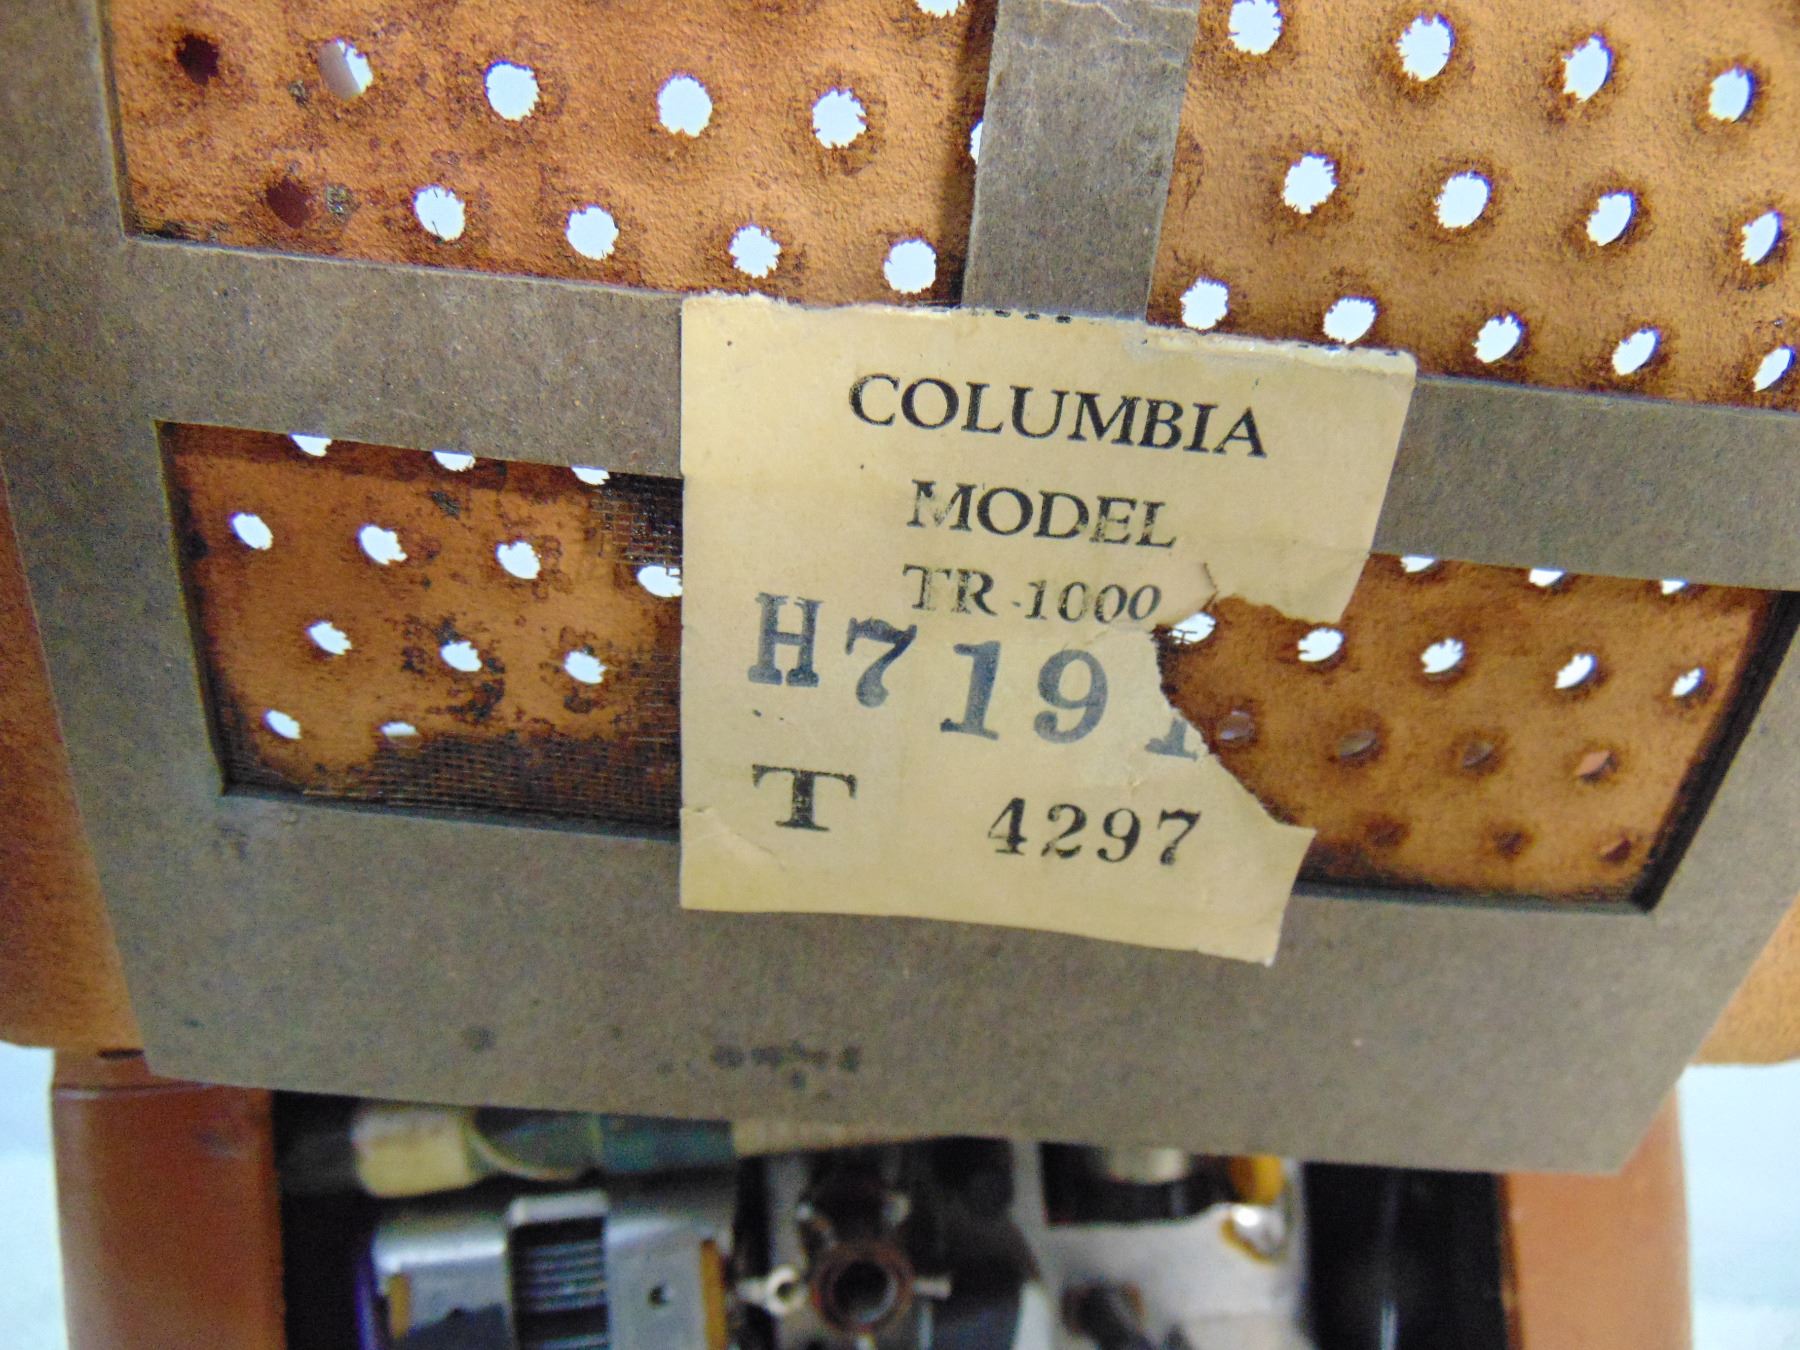 COLUMBIA
MODEL
TR 1000
H719
T 4297